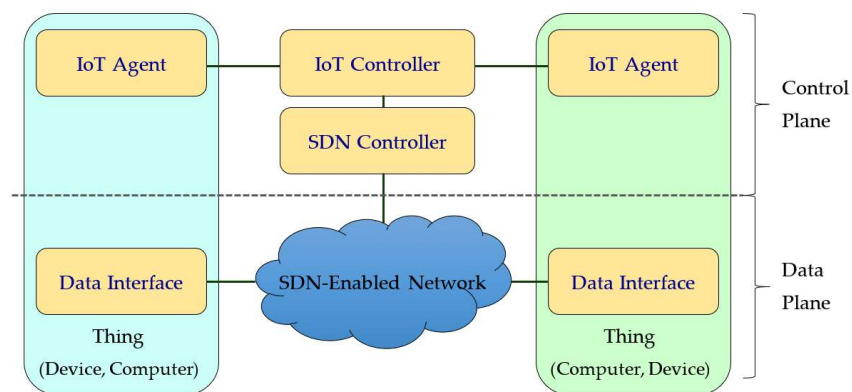 IoT Agent
IoT Controller
IoT Agent
SDN Controller
Control
Plane
Data Interface
SDN-Enabled Network
Data Interface
Data
Plane
Thing
(Device, Computer)
Thing
(Computer, Device)